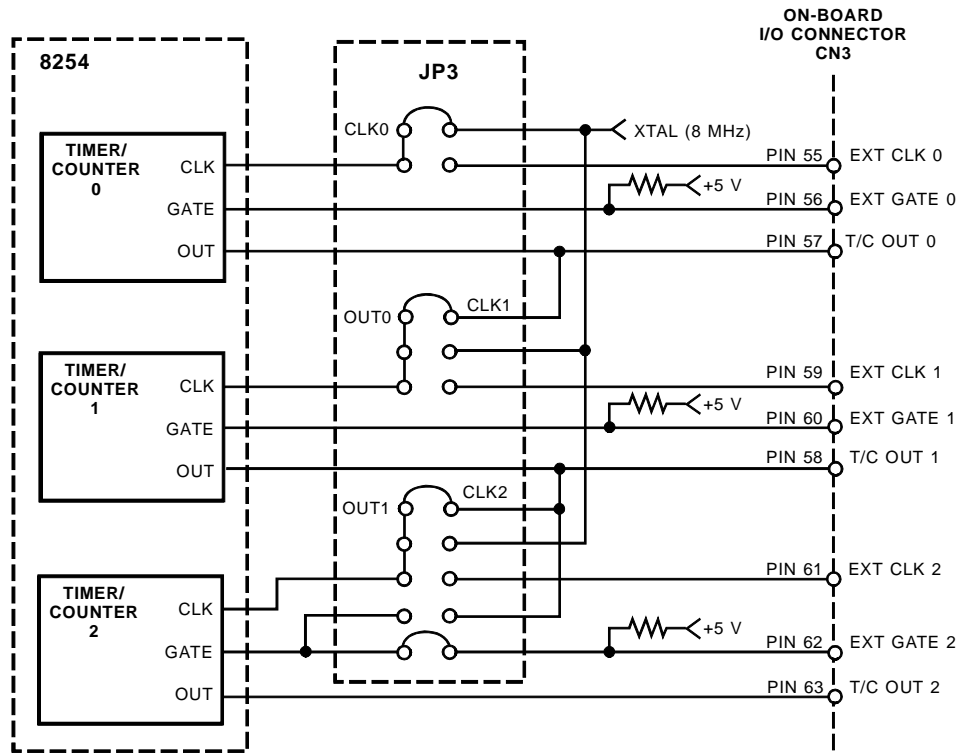 ON-BOARD
I/O CONNECTOR
CN3
8254
JP3
CLK0
XTAL (8 MHz)
TIMER/
COUNTER
0
CLK
GATE
OUT
PIN 55
EXT CLK 0
+5 V
PIN 56
EXT GATE 0
PIN 57
T/C OUT 0
OUT0
CLK1
TIMER/
COUNTER
1
CLK
GATE
OUT
PIN 59
EXT CLK 1
+5 V
PIN 60
EXT GATE 1
PIN 58
T/C OUT 1
OUT1
CLK2
TIMER/
COUNTER
2
CLK
GATE
OUT
PIN 61
EXT CLK 2
+5 V
PIN 62
EXT GATE 2
PIN 63
T/C OUT 2